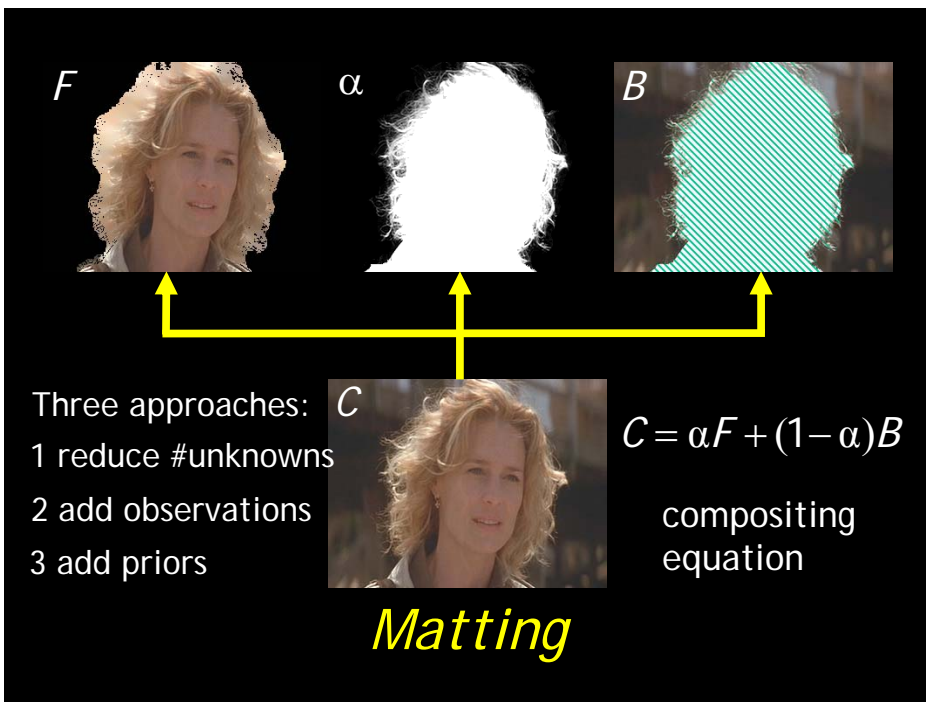 F
α
B
Three approaches:
1 reduce #unknowns
2 add observations
3 add priors
C
C = αF + (1− α)B
compositing
equation
Matting